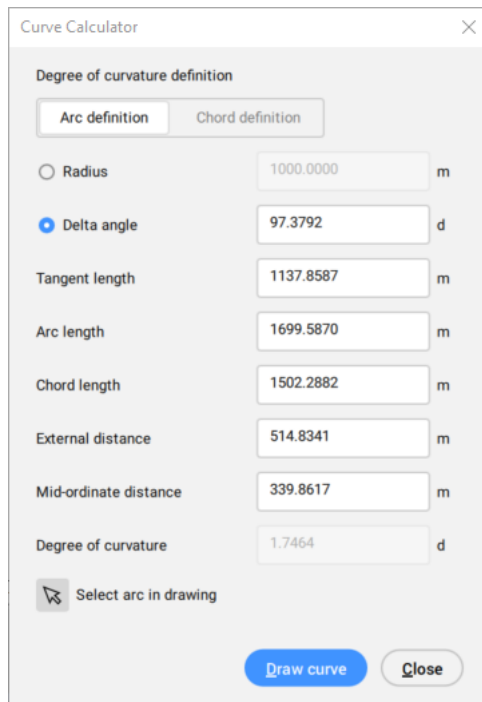 Curve Calculator
Degree of curvature definition
Arc definition Chord definition
Radius 1000.0000 m
Delta angle 97.3792 d
Tangent length 1137.8587 m
Arc length 1699.5870 m
Chord length 1502.2882 m
External distance 514.8341 m
Mid-ordinate distance 339.8617 m
Degree of curvature 1.7464 d
Select arc in drawing
Draw curve Close